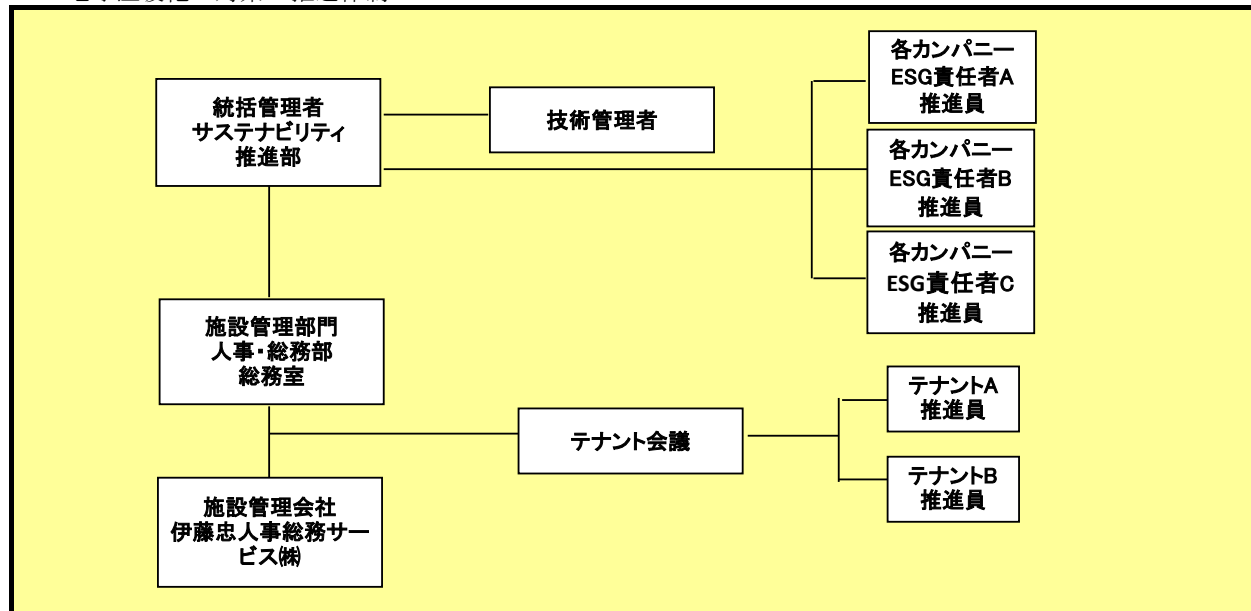 統括管理者
サステナビリティ
推進部
技術管理者
各カンパニー
ESG責任者A
推進員
各カンパニー
ESG責任者B
推進員
各カンパニー
ESG責任者C
推進員
施設管理部門
人事・総務部
総務室
テナント会議
テナントA
推進員
テナントB
推進員
施設管理会社
伊藤忠人事総務サー
ビス㈱